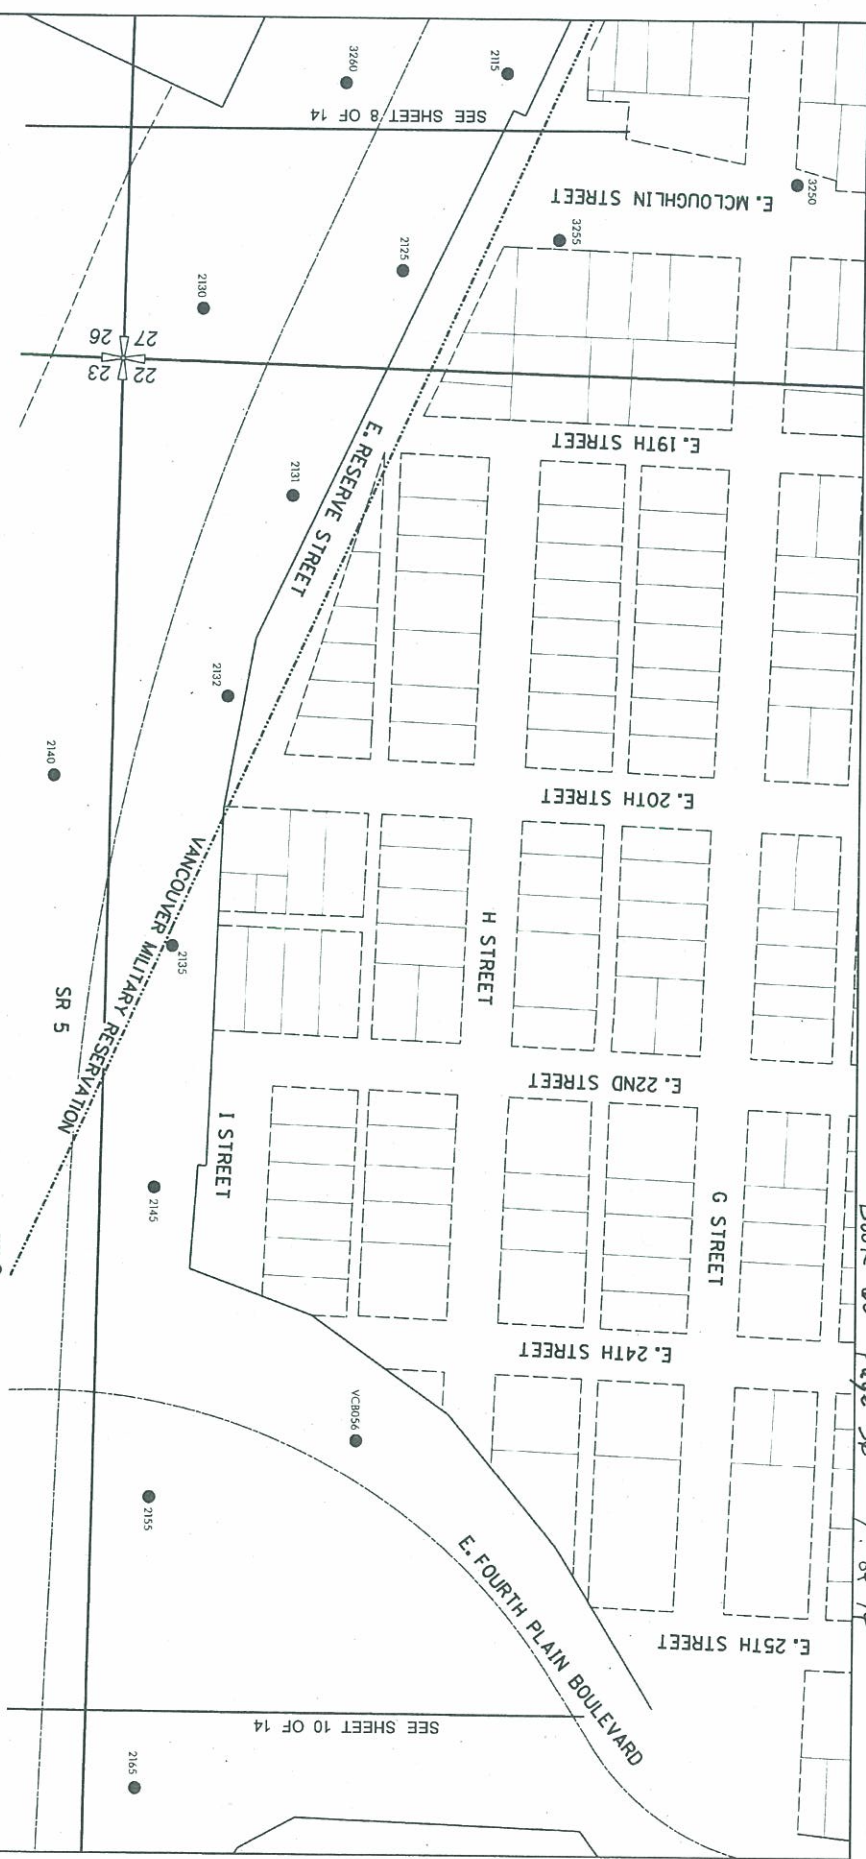 3260
2115
SEE SHEET 8 OF 14
3250
E. MCLOUGHLIN STREET
3255
2125
2130
27
26
22
23
E. 19TH STREET
E. RESERVE STREET
2131
2132
2140
E. 20TH STREET
VANCOUVER MILITARY RESERVATION
2135
H STREET
SR 5
E. 22ND STREET
I STREET
2145
G STREET
E. 24TH STREET
VCB056
2155
E. FOURTH PLAIN BOULEVARD
E. 25TH STREET
SEE SHEET 10 OF 14
2165